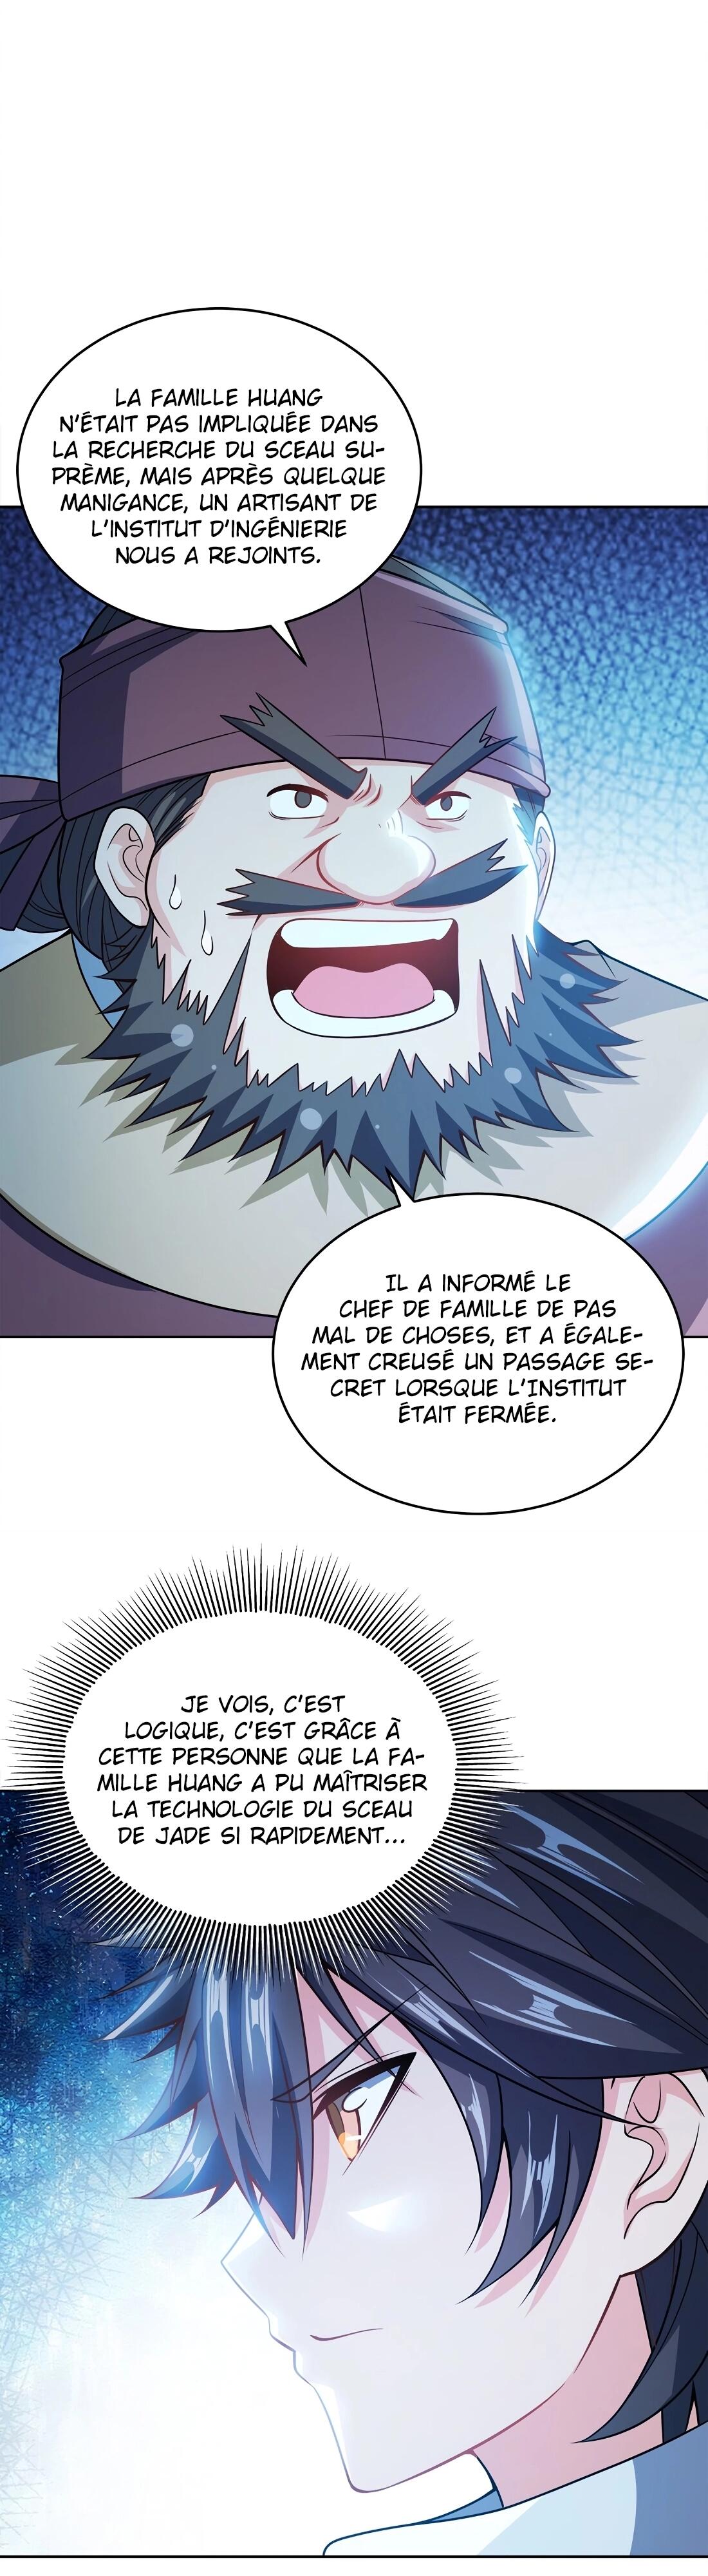 LA FAMILLE HUANG
N'ÉTAIT PAS IMPLIQUÉE DANS
LA RECHERCHE DU SCEAU SU-
PRÈME, MAIS APRÈS QUELQUE
MANIGANCE, UN ARTISANT DE
L'INSTITUT D'INGÉNIERIE
NOUS A REJOINTS.
IL A INFORMÉ LE
CHEF DE FAMILLE DE PAS
MAL DE CHOSES, ET A ÉGALE-
MENT CREUSÉ UN PASSAGE SE-
CRET LORSQUE L'INSTITUT
ÉTAIT FERMÉE.
JE VOIS, C'EST
LOGIQUE, C'EST GRÂCE À
CETTE PERSONNE QUE LA FA-
MILLE HUANG A PU MAÎTRISER
LA TECHNOLOGIE DU SCEAU
DE JADE SI RAPIDEMENT...